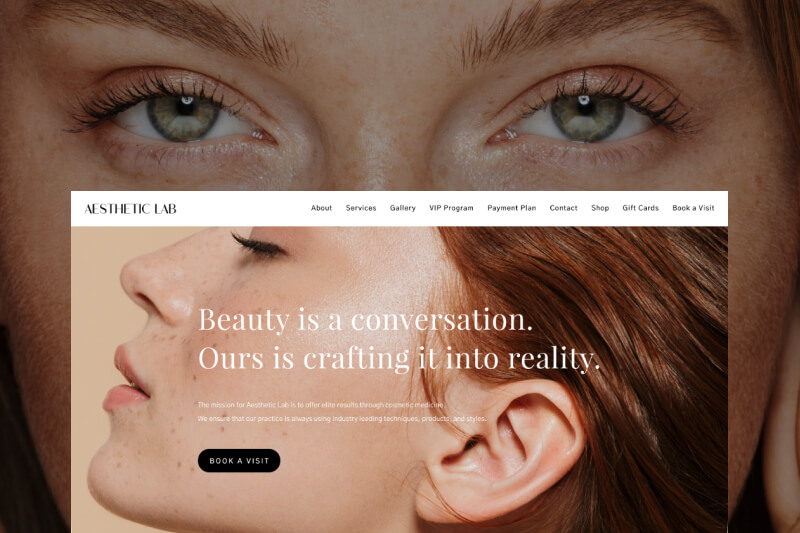 AESTHETIC LAB
About Services Gallery VIP Program Payment Plan Contact Shop Gift Cards Book a Visit
Beauty is a conversation.
Ours is crafting it into reality.
The mission for Aesthetic Lab is to offer elite results through cosmetic medicine.
We ensure that our practice is always using industry leading techniques, products, and styles.
BOOK A VISIT